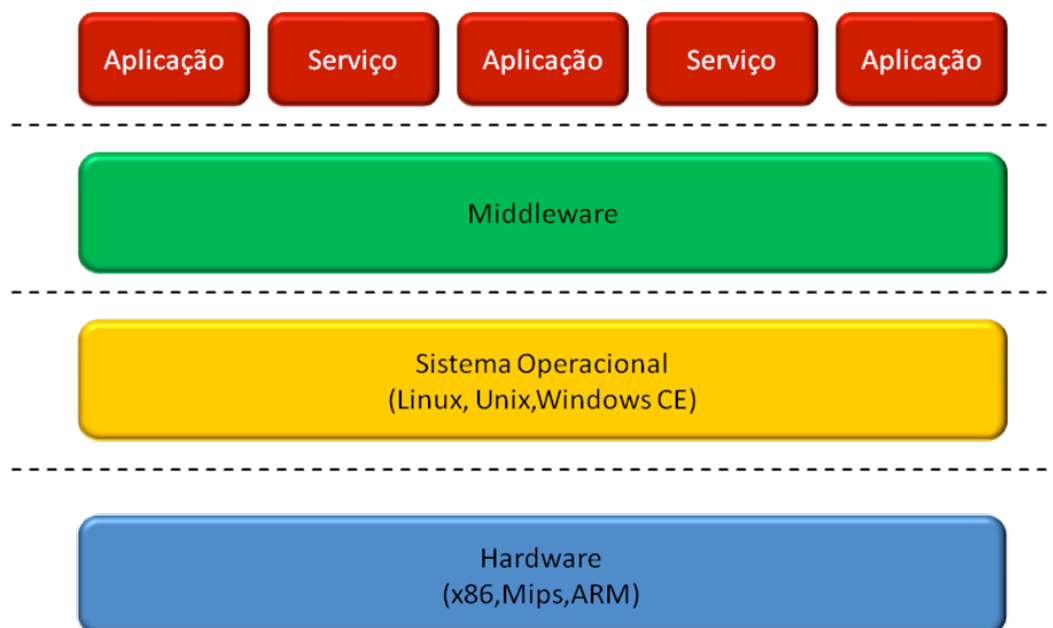 Aplicação Serviço Aplicação Serviço Aplicação
Middleware
Sistema Operacional
(Linux, Unix,Windows CE)
Hardware
(x86,Mips,ARM)